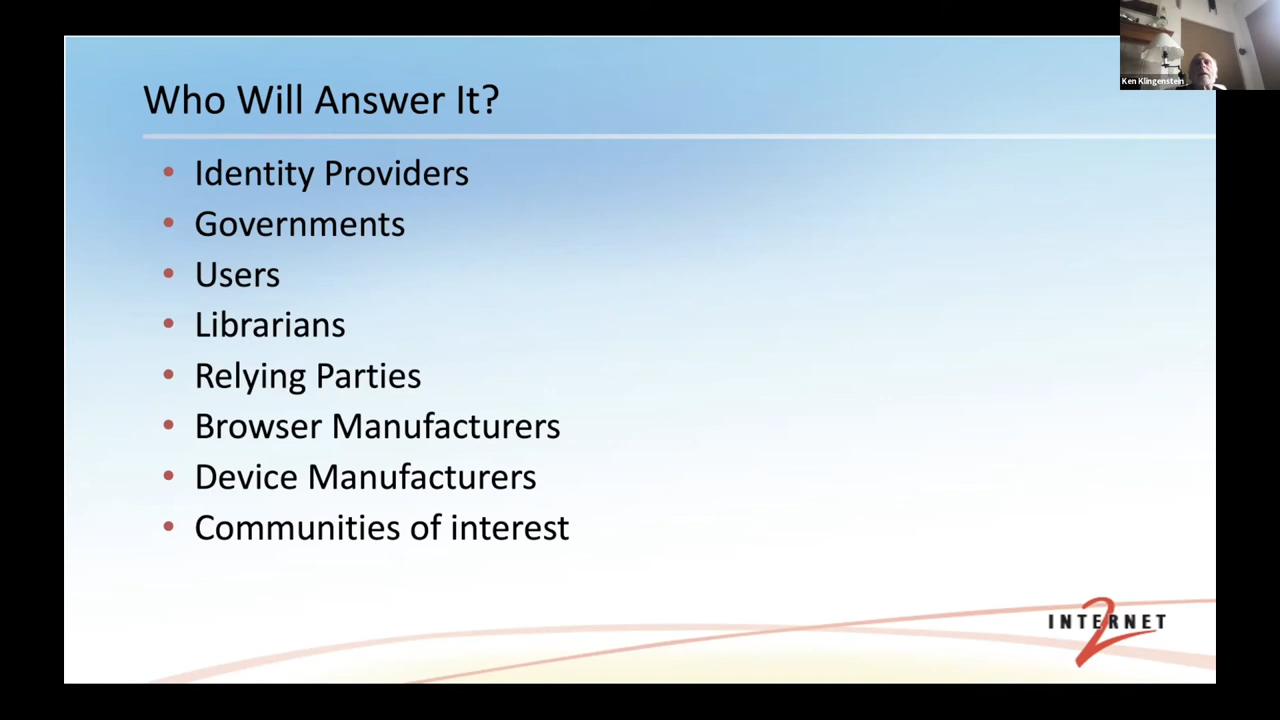 Who Will Answer It?
Ken Klingenstein
• Identity Providers
• Governments
• Users
• Librarians
• Relying Parties
• Browser Manufacturers
• Device Manufacturers
• Communities of interest
INTERNET
2